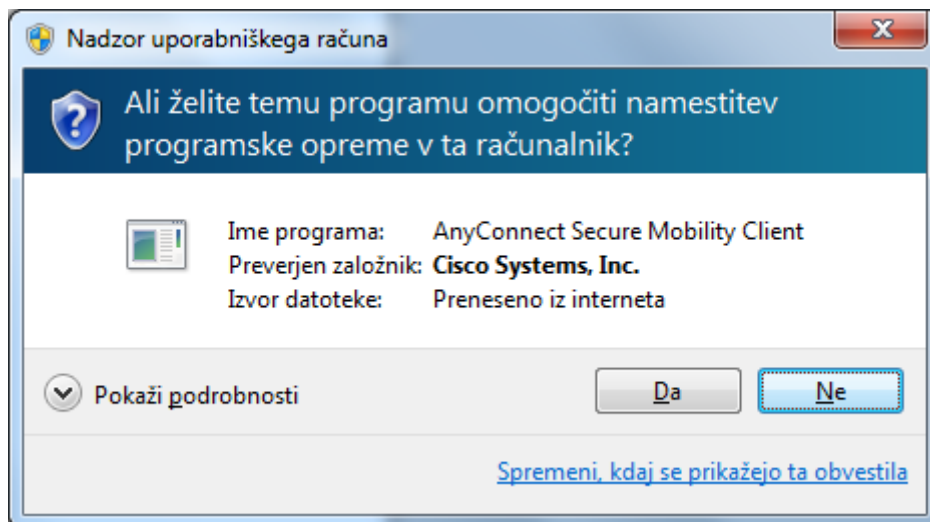 Nadzor uporabniškega računa
Ali želite temu programu omogočiti namestitev
programske opreme v ta računalnik?
Ime programa: AnyConnect Secure Mobility Client
Preverjen založnik: Cisco Systems, Inc.
Izvor datoteke: Preneseno iz interneta
Pokaži podrobnosti Da Ne
Spremeni, kdaj se prikažejo ta obvestila